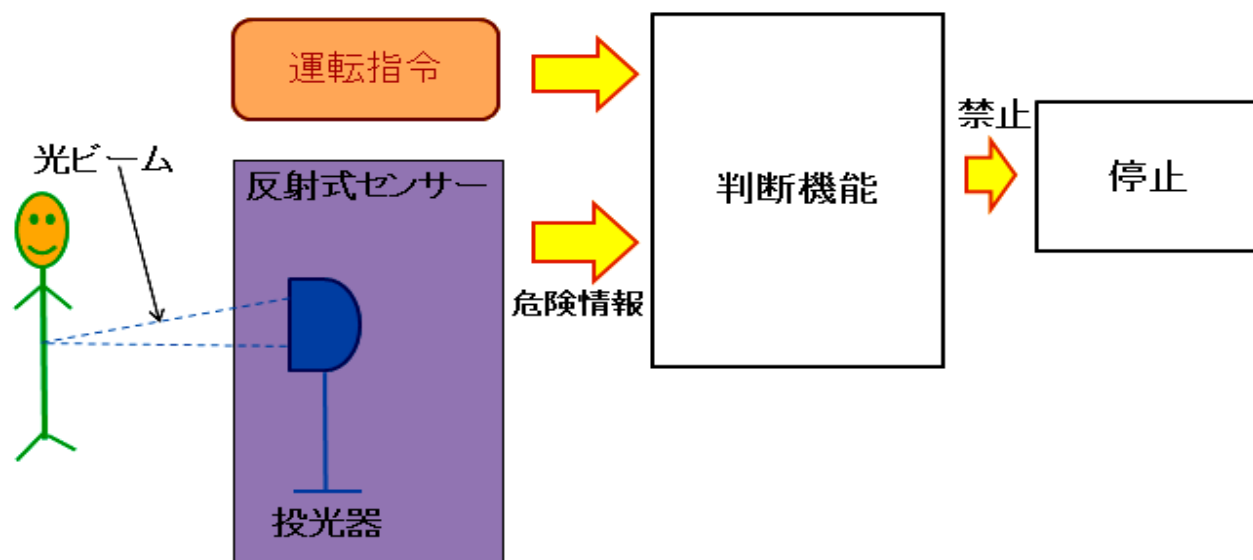 運転指令
光ビーム
反射式センサー
投光器
危険情報
判断機能
禁止
停止